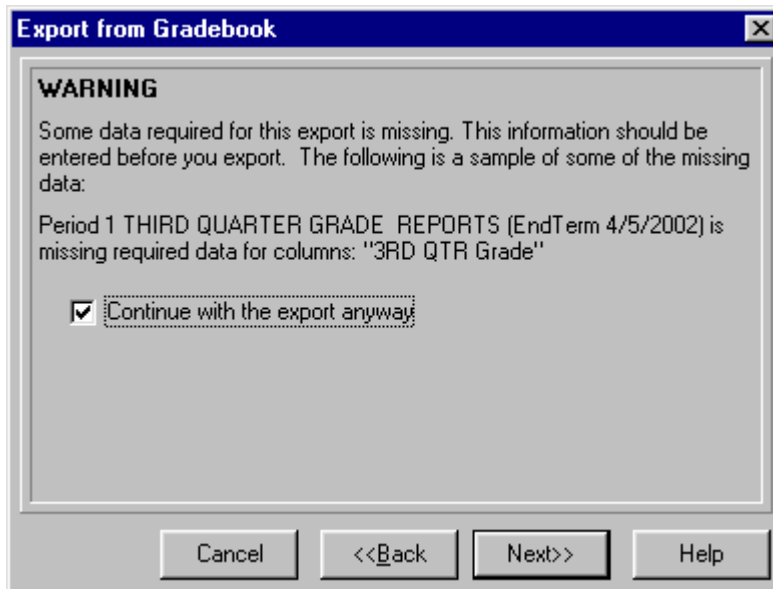 Export from Gradebook
WARNING
Some data required for this export is missing. This information should be
entered before you export.  The following is a sample of some of the missing
data:
Period 1 THIRD QUARTER GRADE  REPORTS (EndTerm 4/5/2002) is
missing required data for columns: "3RD QTR Grade"
Continue with the export anyway
Cancel
<<Back
Next>>
Help